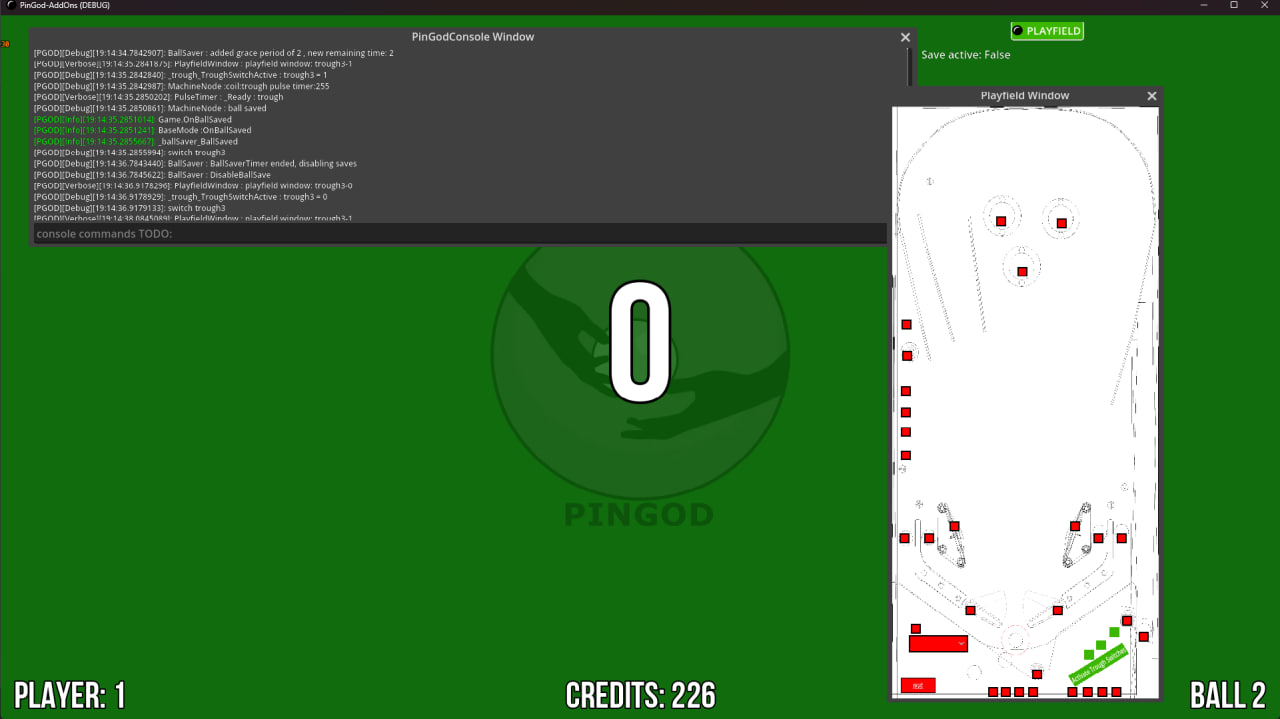 PinGod-AddOns (DEBUG)
30
PinGodConsole Window
PLAYFIELD
[PGOD][Debug][19:14:34.7842907]: BallSaver : added grace period of 2 , new remaining time: 2
Save active: False
[PGOD][Verbose][19:14:35.2841875]: PlayfieldWindow : playfield window: trough3-1
[PGOD][Debug][19:14:35.2842840]: _trough_TroughSwitchActive : trough3 = 1
[PGOD][Debug][19:14:35.2842987]: MachineNode :coil:trough pulse timer:255
[PGOD][Verbose][19:14:35.2850202]: PulseTimer : _Ready : trough
[PGOD][Debug][19:14:35.2850861]: MachineNode : ball saved
[PGOD][Info][19:14:35.2851014]: Game.OnBallSaved
[PGOD][Info][19:14:35.2851241]: BaseMode :OnBallSaved
[PGOD][Info][19:14:35.2855667]: _ballSaver_BallSaved
[PGOD][Debug][19:14:35.2855994]: switch trough3
[PGOD][Debug][19:14:36.7843440]: BallSaver : BallSaverTimer ended, disabling saves
[PGOD][Debug][19:14:36.7845622]: BallSaver : DisableBallSave
[PGOD][Verbose][19:14:36.9178296]: PlayfieldWindow : playfield window: trough3-0
[PGOD][Debug][19:14:36.9178929]: _trough_TroughSwitchActive : trough3 = 0
[PGOD][Debug][19:14:36.9179133]: switch trough3
[PGOD][Verbose][19:14:38.0845089]: PlayfieldWindow : playfield window: trough3-1
console commands TODO:
Playfield Window
0
PINGOD
Activate Trough Switches
PLAYER: 1
CREDITS: 226
BALL 2